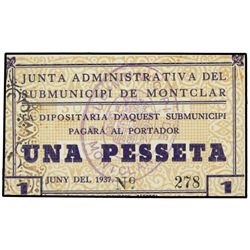 JUNTA ADMINISTRATIVA DEL
SUBMUNICIPI DE MONTCLAR
LA DIPOSITARIA D'AQUEST SUBMUNICIPI
PAGARÀ AL PORTADOR
UNA PESSETA
JUNY DEL 1937 Nº 278
1 1